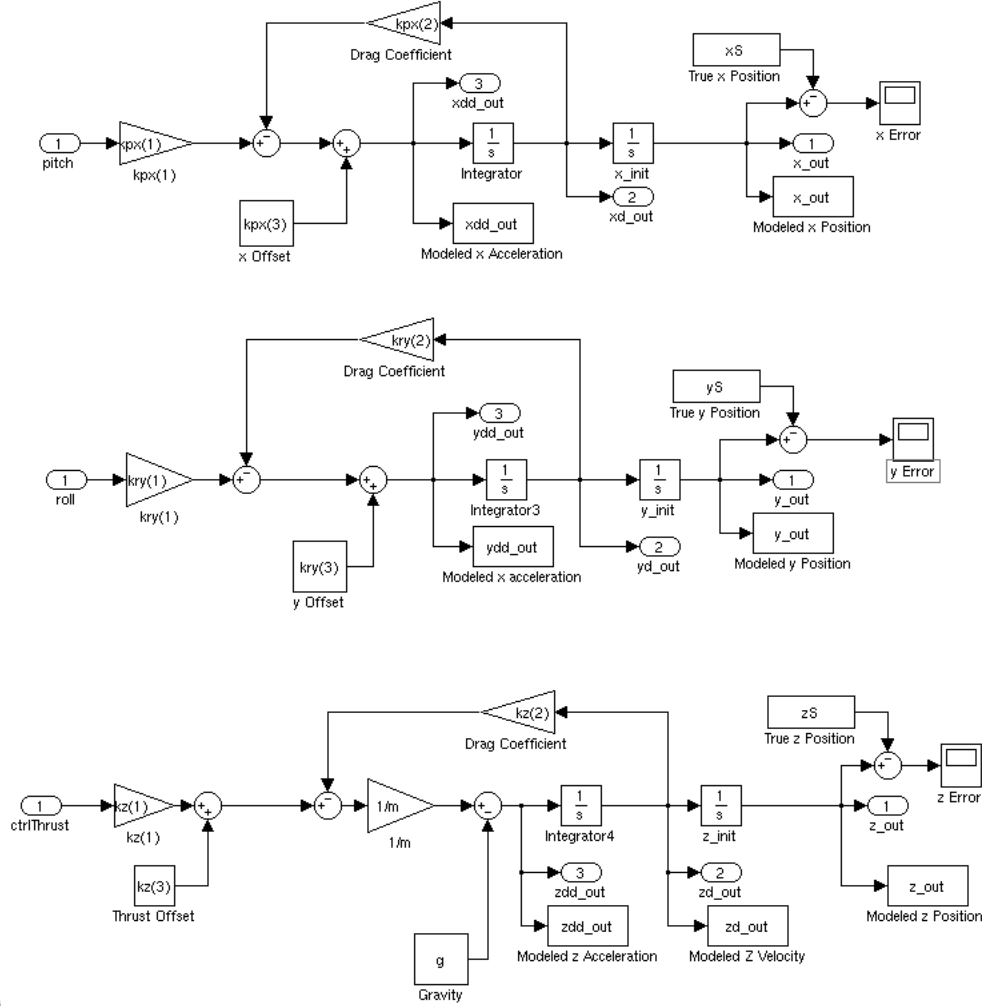 kpx(2)
Drag Coefficient
xS
True x Position
3
xdd_out
x Error
1
pitch
kpx(1)
kpx(1)
+
−
+
+
1
s
Integrator
1
s
x_init
+
−
1
x_out
kpx(3)
x Offset
xdd_out
Modeled x Acceleration
2
xd_out
x_out
Modeled x Position
kry(2)
Drag Coefficient
yS
True y Position
3
ydd_out
+
−
y Error
1
roll
kry(1)
kry(1)
+
−
+
+
1
s
Integrator3
1
s
y_init
1
y_out
kry(3)
y Offset
ydd_out
Modeled x acceleration
2
yd_out
y_out
Modeled y Position
kz(2)
Drag Coefficient
zS
True z Position
+
−
z Error
1
ctrlThrust
kz(1)
kz(1)
+
+
+
−
1/m
1/m
+
−
1
s
Integrator4
1
s
z_init
1
z_out
kz(3)
Thrust Offset
3
zdd_out
2
zd_out
z_out
Modeled z Position
zdd_out
Modeled z Acceleration
zd_out
Modeled Z Velocity
g
Gravity